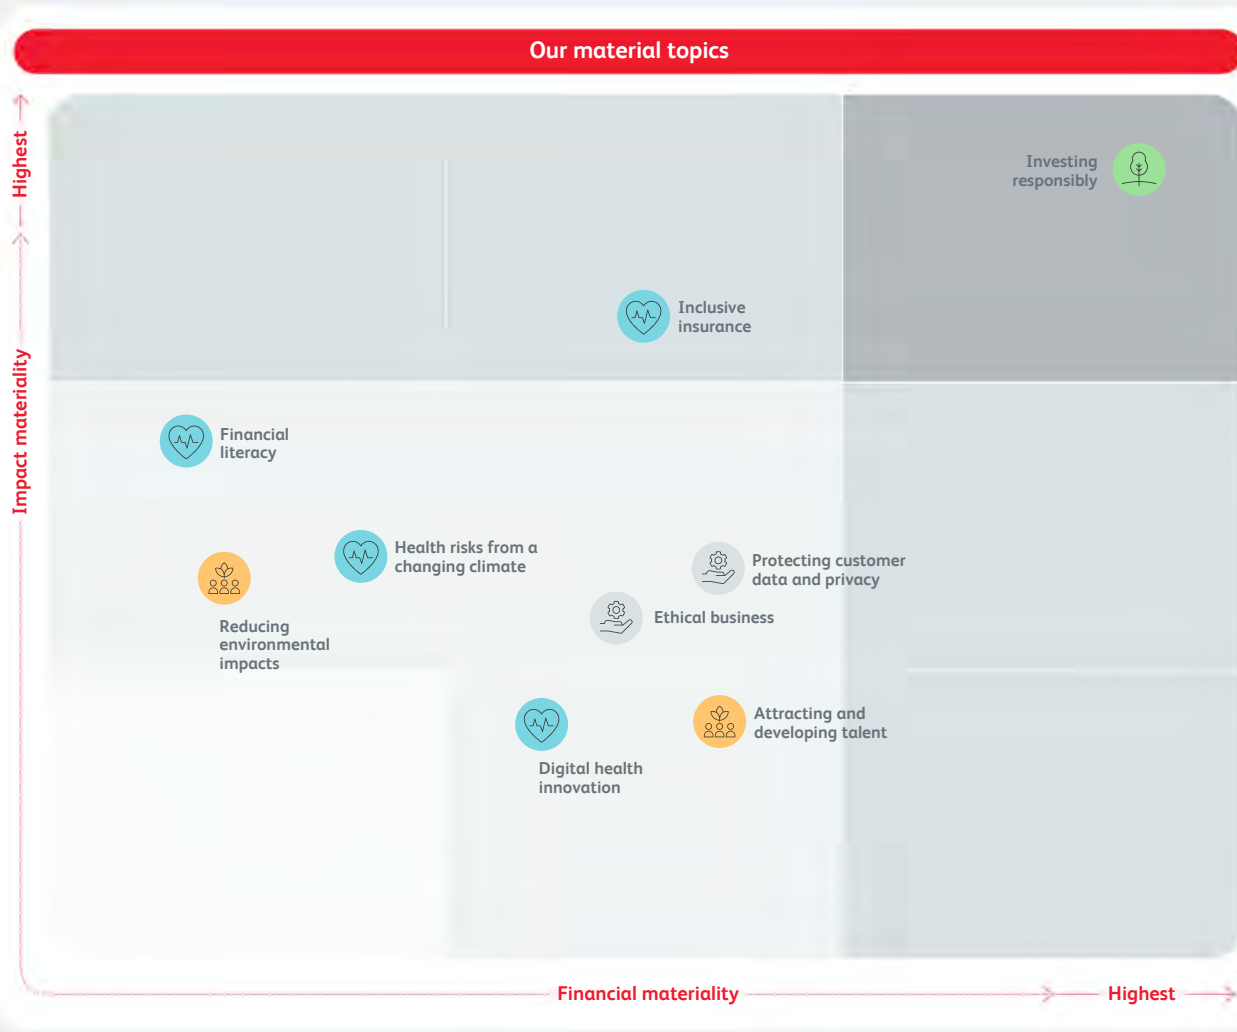 Our material topics
Highest
Impact materiality
Investing
responsibly
Inclusive
insurance
Financial
literacy
Health risks from a
changing climate
Protecting customer
data and privacy
Ethical business
Reducing
environmental
impacts
Attracting and
developing talent
Digital health
innovation
Financial materiality
Highest